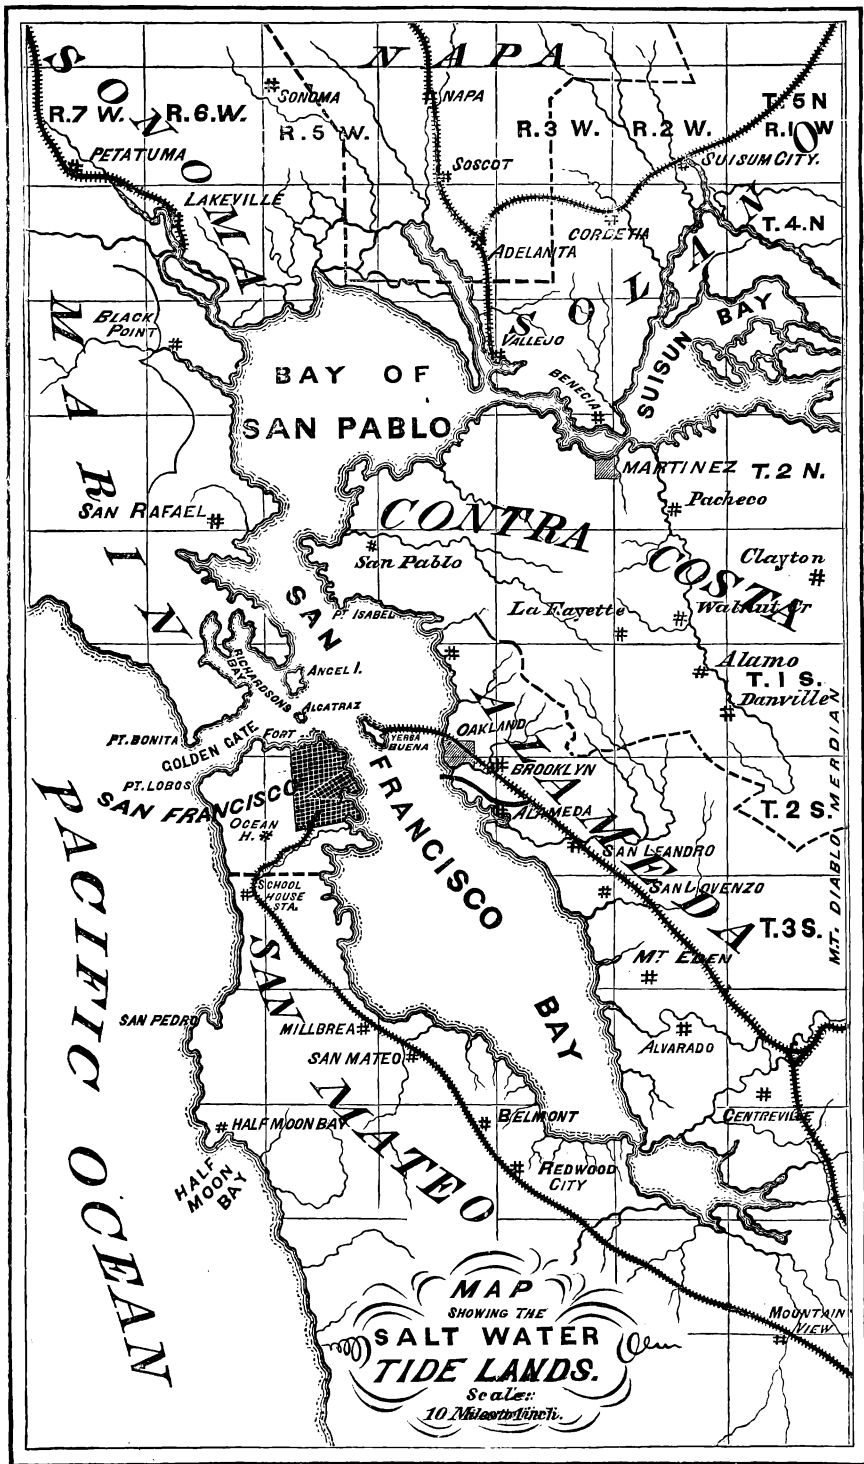 NAPA
SONOMA
R.7 W.
R.6.W.
SONOMA
NAPA
T.5N
R.1 W
R.5 W.
R.3 W.
R.2 W.
PETATUMA
SOSCOT
SUISUM CITY.
LAKEVILLE
T.4.N
CORDETIA
ADELANTA
SOLANO
MARIN
BLACK
POINT
VALLEJO
SUISUN BAY
BAY OF
SAN PABLO
BENECIA
MARTINEZ
T.2 N.
Pacheco
SAN RAFAEL
CONTRA
COSTA
San Pablo
Clayton
La Fayette
Walnut Cr
PT. ISABEL
SAN
FRANCISCO
BAY
RICHARDSONS
BAY
ANGEL I.
Alamo
T.1 S.
Danville
ALCATRAZ
ALAMEDA
OAKLAND
PT. BONITA
GOLDEN GATE
FORT
YERBA
BUENA
BROOKLYN
PT. LOBOS
SAN FRANCISCO
OCEAN
H.
ALAMEDA
T.2 S.
MT. DIABLO MERDIAN
SAN LEANDRO
SCHOOL
HOUSE
STA.
SAN LOVENZO
T.3 S.
MT EDEN
PACIFIC OCEAN
SAN MATEO
SAN PEDRO
MILLBREA
SAN MATEO
ALVARADO
HALF MOON BAY
BELMONT
CENTREVILLE
HALF
MOON
BAY
REDWOOD
CITY
MOUNTAIN
VIEW
MAP
SHOWING THE
SALT WATER
TIDE LANDS.
Scale: